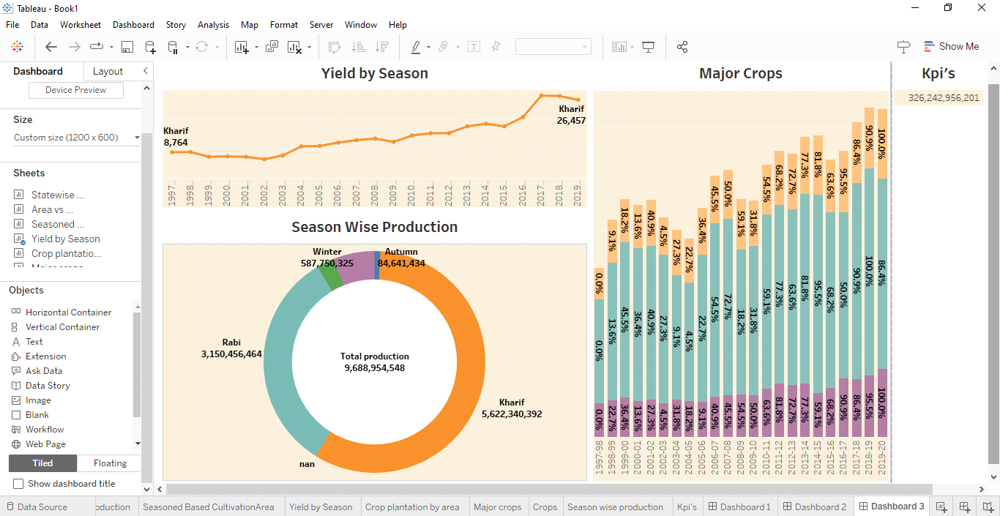 Tableau - Book1
File Data Worksheet Dashboard Story Analysis Map Format Server Window Help
Show Me
Dashboard Layout
Device Preview
Size
Custom size (1200 x 600)
Sheets
Statewise ...
Area vs ...
Seasoned ...
Yield by Season
Crop plantatio...
Major crops
Objects
Horizontal Container
Vertical Container
Text
Extension
Ask Data
Data Story
Image
Blank
Workflow
Web Page
Tiled Floating
Show dashboard title
Yield by Season
Kharif
8,764
Kharif
26,457
1997.. 1998.. 1999.. 2000.. 2001.. 2002.. 2003.. 2004.. 2005.. 2006.. 2007.. 2008.. 2009.. 2010.. 2011.. 2012.. 2013.. 2014.. 2015.. 2016.. 2017.. 2018.. 2019..
Season Wise Production
Winter
587,750,325
Autumn
84,641,434
Rabi
3,150,456,464
Total production
9,688,954,548
Kharif
5,622,340,392
nan
Major Crops
0.0% 9.1% 18.2% 13.6% 40.9% 4.5% 27.3% 22.7% 36.4% 45.5% 50.0% 59.1% 31.8% 54.5% 68.2% 72.7% 77.3% 81.8% 63.6% 95.5% 86.4% 90.9% 100.0%
0.0% 13.6% 45.5% 36.4% 40.9% 27.3% 9.1% 4.5% 22.7% 54.5% 72.7% 18.2% 31.8% 59.1% 77.3% 63.6% 81.8% 95.5% 68.2% 50.0% 90.9% 100.0% 86.4%
0.0% 22.7% 36.4% 13.6% 27.3% 4.5% 31.8% 18.2% 9.1% 40.9% 45.5% 54.5% 50.0% 63.6% 81.8% 72.7% 77.3% 59.1% 68.2% 90.9% 86.4% 95.5% 100.0%
1997-98 1998-99 1999-00 2000-01 2001-02 2002-03 2003-04 2004-05 2005-06 2006-07 2007-08 2008-09 2009-10 2010-11 2011-12 2012-13 2013-14 2014-15 2015-16 2016-17 2017-18 2018-19 2019-20
Kpi's
326,242,956,201
Data Source oduction Seasoned Based CultivationArea Yield by Season Crop plantation by area Major crops Crops Season wise production Kpi's Dashboard 1 Dashboard 2 Dashboard 3